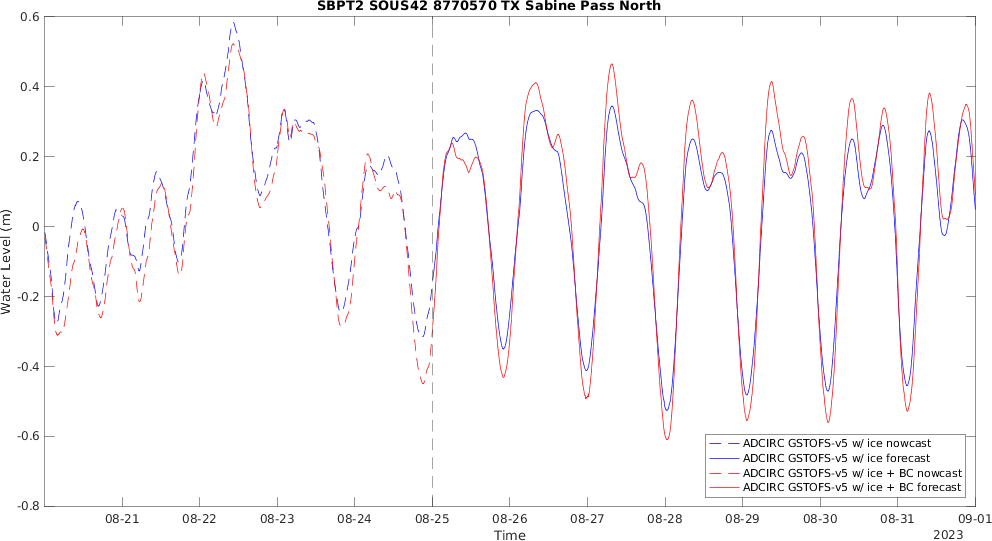 SBPT2 SOUS42 8770570 TX Sabine Pass North
0.6
0.4
0.2
0
-0.2
-0.4
-0.6
-0.8
Water Level (m)
ADCIRC GSTOFS-v5 w/ ice nowcast
ADCIRC GSTOFS-v5 w/ ice forecast
ADCIRC GSTOFS-v5 w/ ice + BC nowcast
ADCIRC GSTOFS-v5 w/ ice + BC forecast
08-21 08-22 08-23 08-24 08-25 08-26 08-27 08-28 08-29 08-30 08-31 09-01
Time
2023